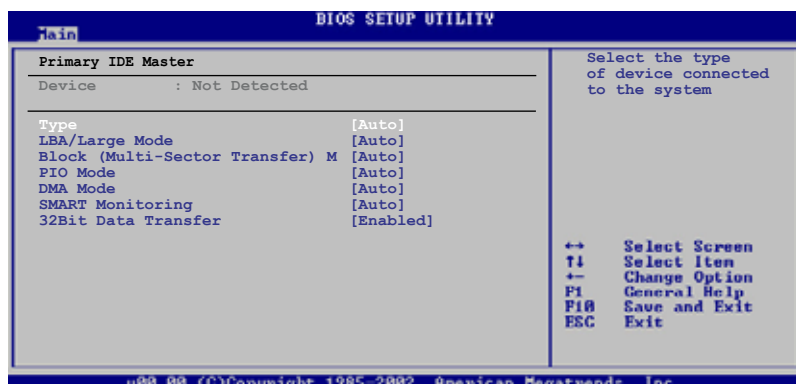 BIOS SETUP UTILITY
Main
Primary IDE Master
Device : Not Detected
Type [Auto]
LBA/Large Mode [Auto]
Block (Multi-Sector Transfer) M [Auto]
PIO Mode [Auto]
DMA Mode [Auto]
SMART Monitoring [Auto]
32Bit Data Transfer [Enabled]
Select the type
of device connected
to the system
↔ Select Screen
↑↓ Select Item
+- Change Option
F1 General Help
F10 Save and Exit
ESC Exit
v00.00 (C)Copyright 1985-2002, American Megatrends, Inc.